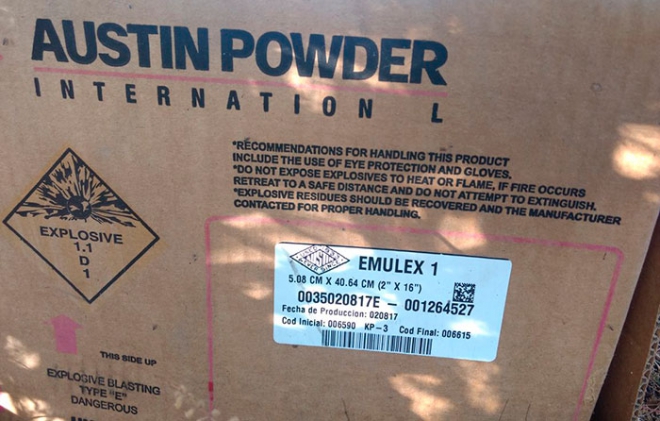 AUSTIN POWDER
INTERNATION L
*RECOMMENDATIONS FOR HANDLING THIS PRODUCT
INCLUDE THE USE OF EYE PROTECTION AND GLOVES.
*DO NOT EXPOSE EXPLOSIVES TO HEAT OR FLAME, IF FIRE OCCURS
RETREAT TO A SAFE DISTANCE AND DO NOT ATTEMPT TO EXTINGUISH.
*EXPLOSIVE RESIDUES SHOULD BE RECOVERED AND THE MANUFACTURER
CONTACTED FOR PROPER HANDLING.
EXPLOSIVE
1.1
D
1
EMULEX 1
5.08 CM X 40.64 CM (2" X 16")
0035020817E - 001264527
Fecha de Produccion: 020817
Cod Inicial: 006590 KP-3 Cod Final: 006615
THIS SIDE UP
EXPLOSIVE BLASTING
TYPE "E"
DANGEROUS